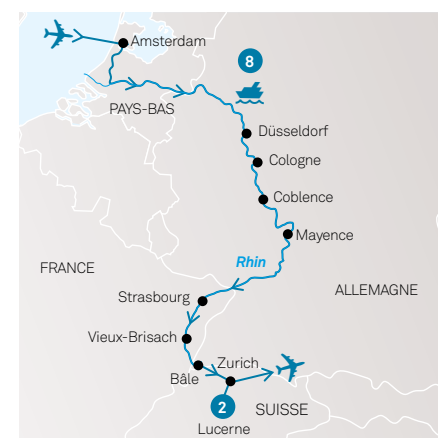 Amsterdam
8
PAYS-BAS
Düsseldorf
Cologne
Coblence
Mayence
Rhin
FRANCE
ALLEMAGNE
Strasbourg
Vieux-Brisach
Zurich
Bâle
2
SUISSE
Lucerne